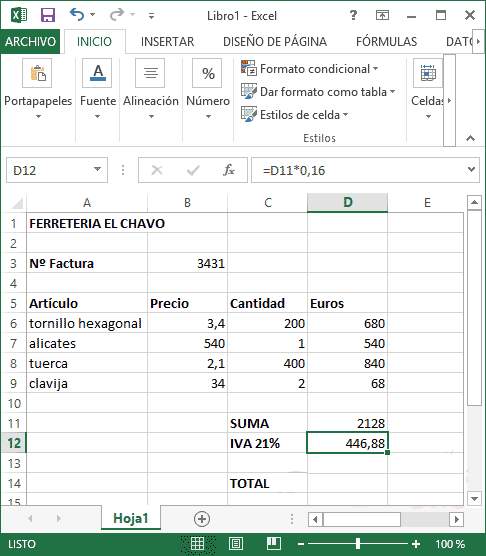 Libro1 - Excel
ARCHIVO INICIO INSERTAR DISEÑO DE PÁGINA FÓRMULAS DATO
Portapapeles
Fuente
Alineación
%
Número
Formato condicional
Dar formato como tabla
Estilos de celda
Estilos
Celdas
D12 fx =D11*0,16
A B C D E
1 FERRETERIA EL CHAVO
2
3 Nº Factura 3431
4
5 Artículo Precio Cantidad Euros
6 tornillo hexagonal 3,4 200 680
7 alicates 540 1 540
8 tuerca 2,1 400 840
9 clavija 34 2 68
10
11 SUMA 2128
12 IVA 21% 446,88
13
14 TOTAL
15
Hoja1
LISTO 100 %